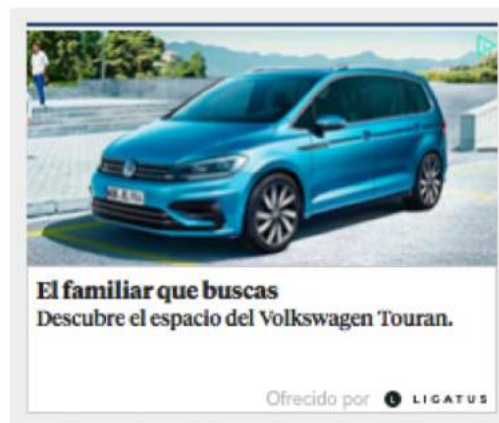 El familiar que buscas
Descubre el espacio del Volkswagen Touran.
Ofrecido por L LIGATUS